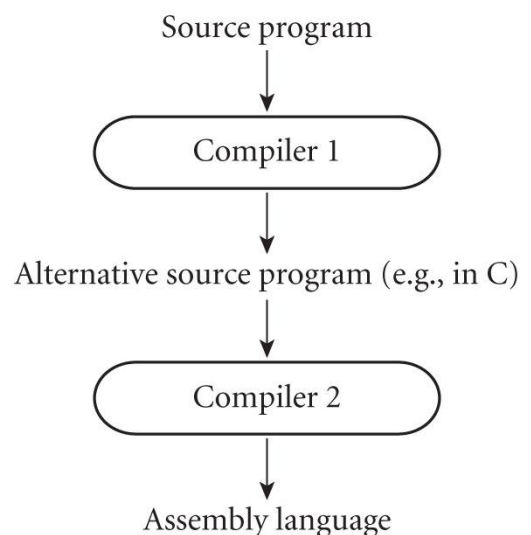 Source program
Compiler 1
Alternative source program (e.g., in C)
Compiler 2
Assembly language